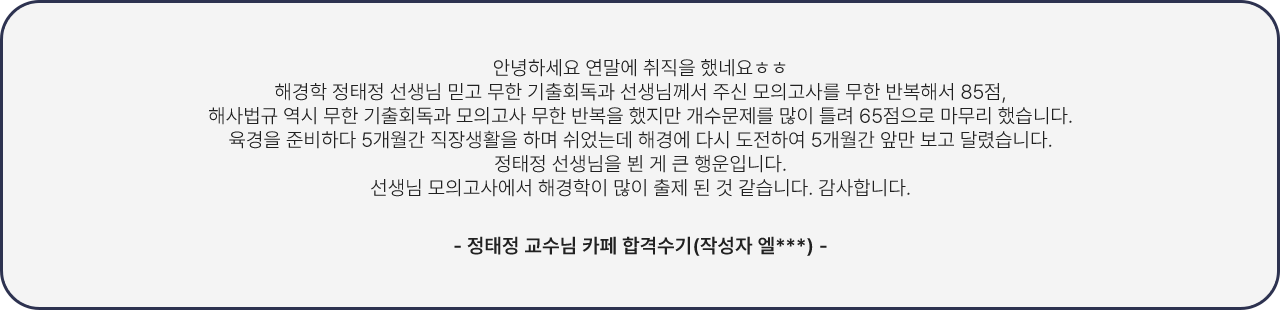 안녕하세요 연말에 취직을 했네요ㅎㅎ
해경학 정태정 선생님 믿고 무한 기출회독과 선생님께서 주신 모의고사를 무한 반복해서 85점,
해사법규 역시 무한 기출회독과 모의고사 무한 반복을 했지만 개수문제를 많이 틀려 65점으로 마무리 했습니다.
육경을 준비하다 5개월간 직장생활을 하며 쉬었는데 해경에 다시 도전하여 5개월간 앞만 보고 달렸습니다.
정태정 선생님을 뵌 게 큰 행운입니다.
선생님 모의고사에서 해경학이 많이 출제 된 것 같습니다. 감사합니다.
- 정태정 교수님 카페 합격수기(작성자 엘***) -